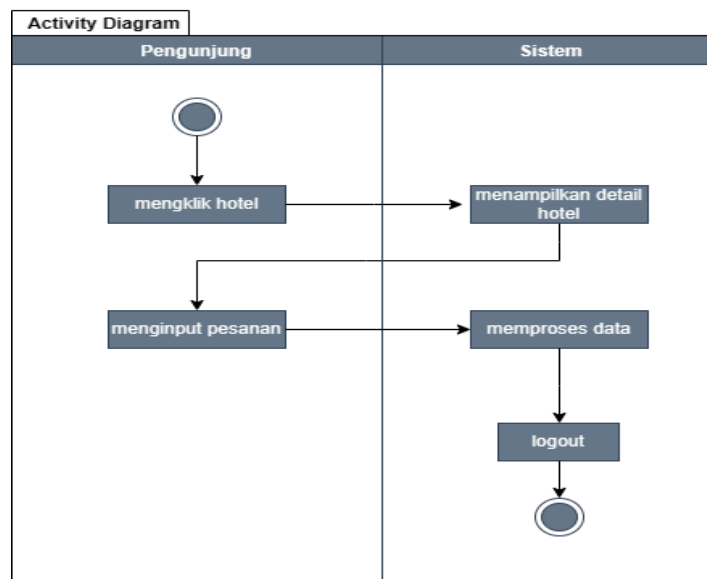 Activity Diagram
Pengunjung
Sistem
mengklik hotel
menampilkan detail
hotel
menginput pesanan
memproses data
logout